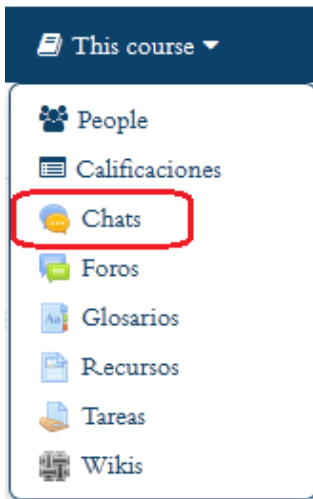 This course
People
Calificaciones
Chats
Foros
Glosarios
Recursos
Tareas
Wikis